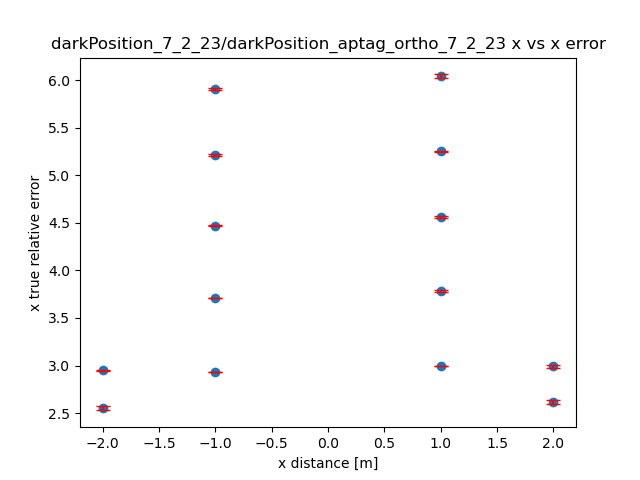 darkPosition_7_2_23/darkPosition_aptag_ortho_7_2_23 x vs x error
6.0
5.5
5.0
4.5
4.0
3.5
3.0
2.5
x true relative error
−2.0 −1.5 −1.0 −0.5 0.0 0.5 1.0 1.5 2.0
x distance [m]